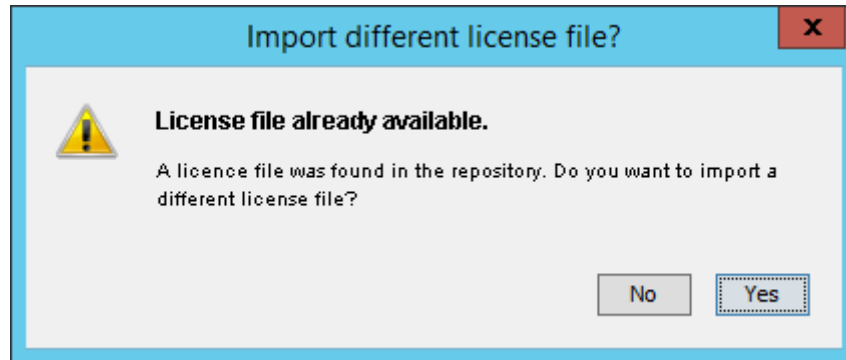 Import different license file?
x
License file already available.
A licence file was found in the repository. Do you want to import a
different license file?
No Yes